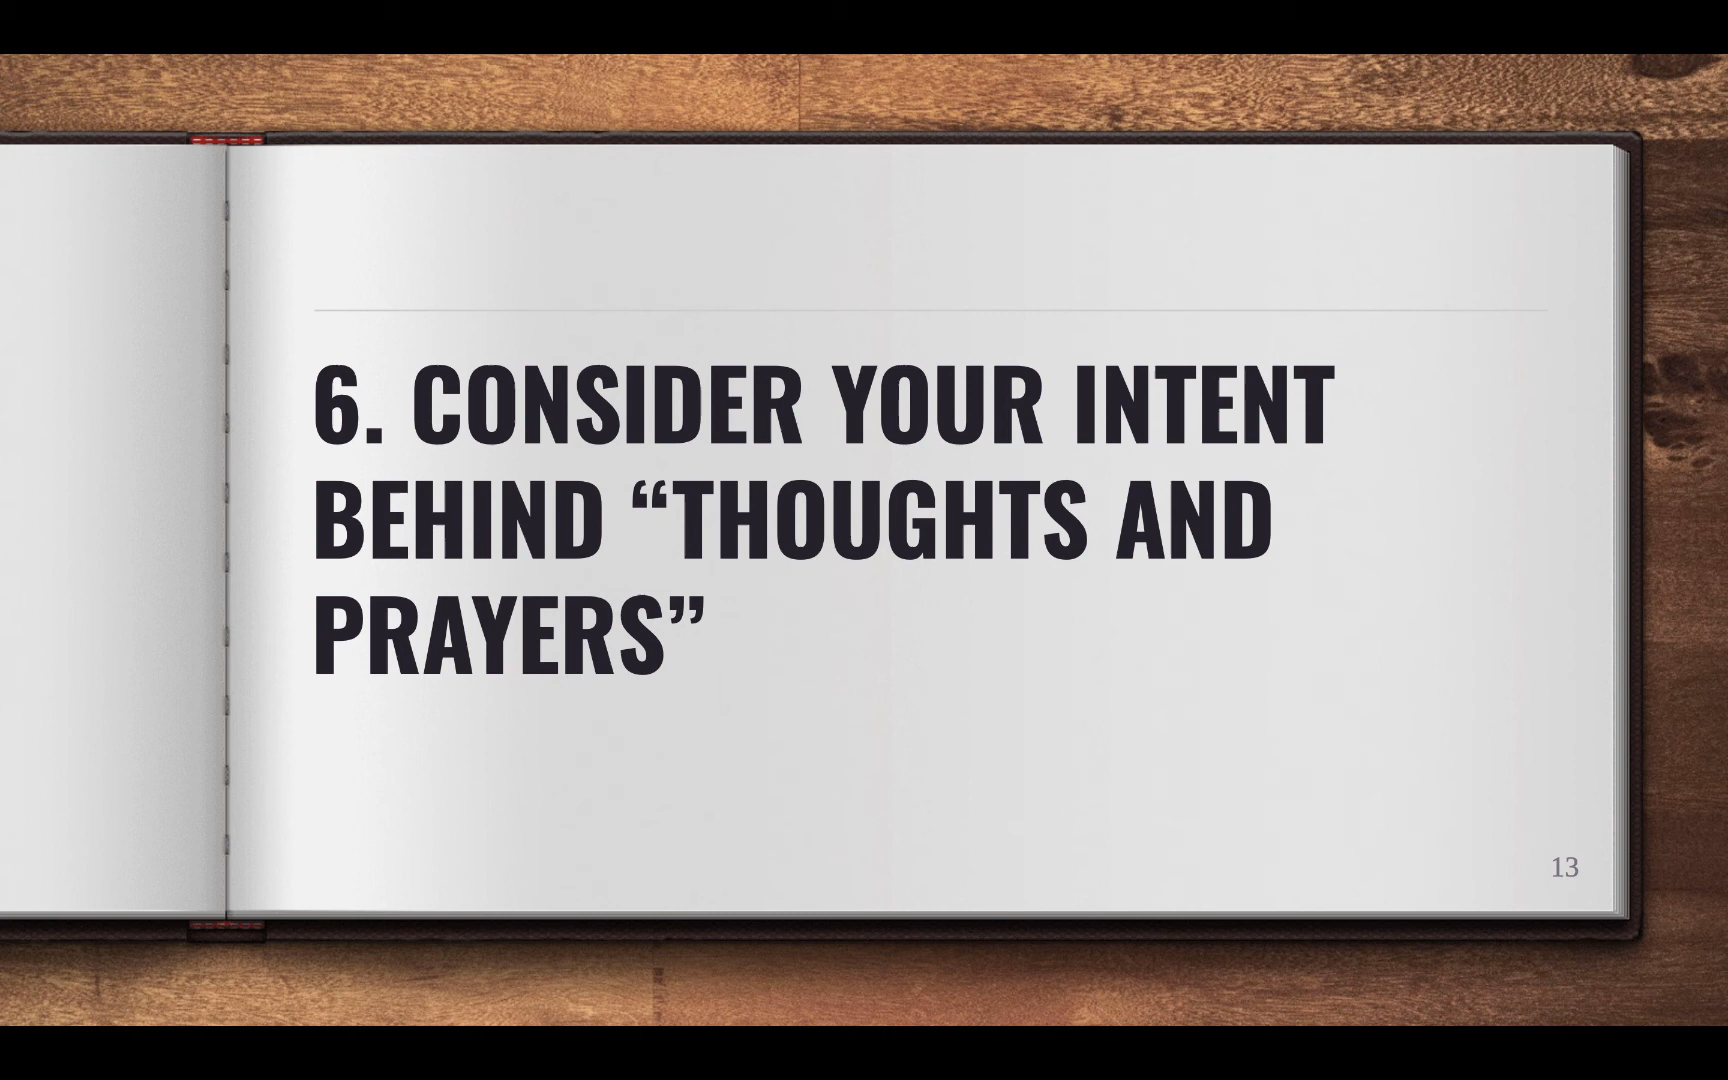 6. CONSIDER YOUR INTENT
BEHIND “THOUGHTS AND
PRAYERS”
13